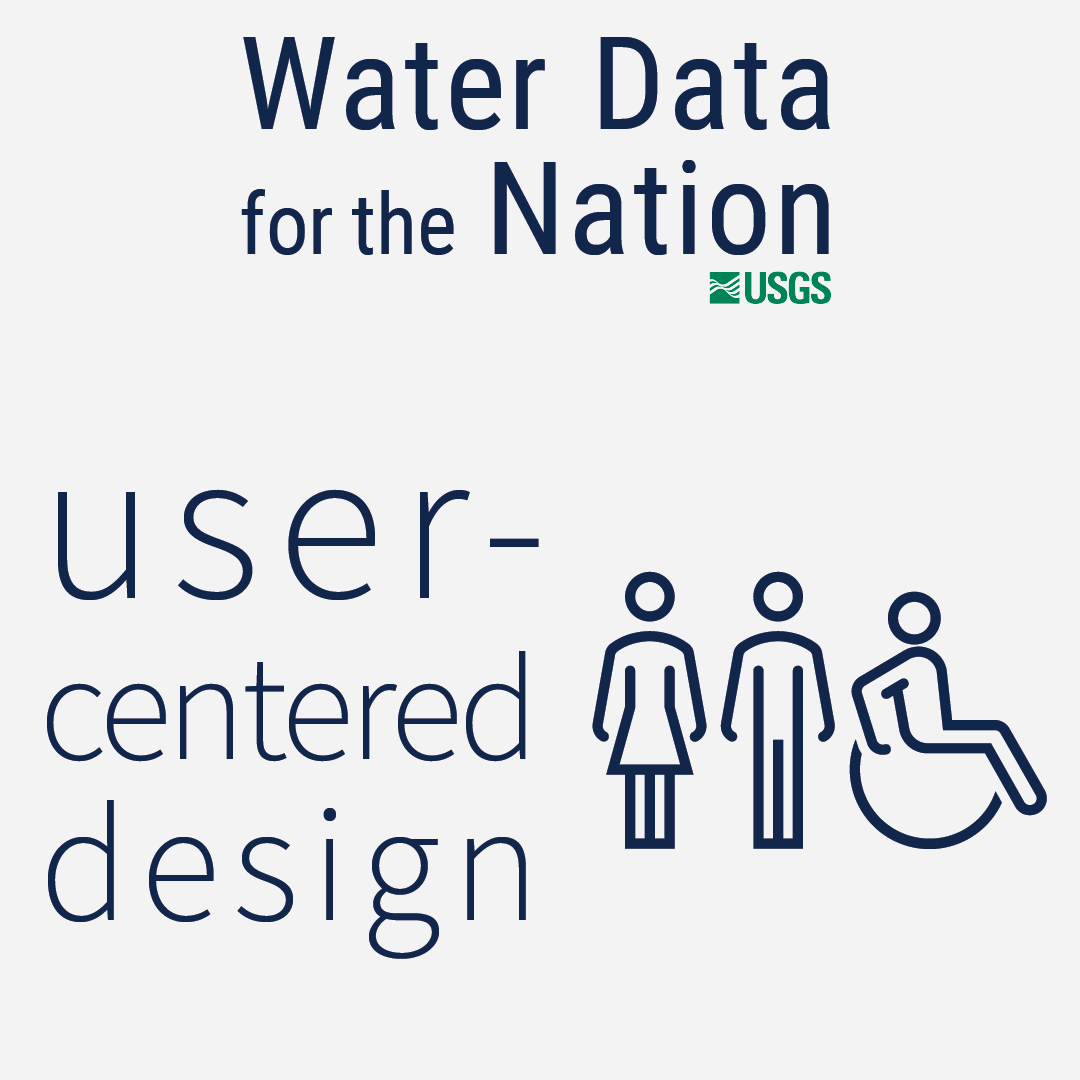 Water Data
for the Nation
USGS
user-
centered
design